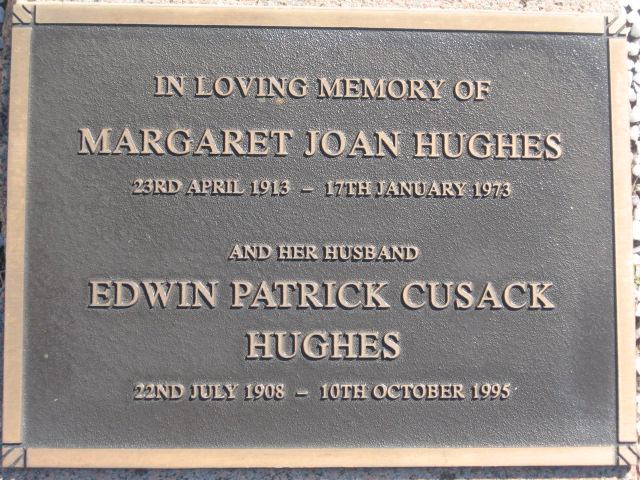 IN LOVING MEMORY OF
MARGARET JOAN HUGHES
23RD APRIL 1913 – 17TH JANUARY 1973
AND HER HUSBAND
EDWIN PATRICK CUSACK
HUGHES
22ND JULY 1908 – 10TH OCTOBER 1995